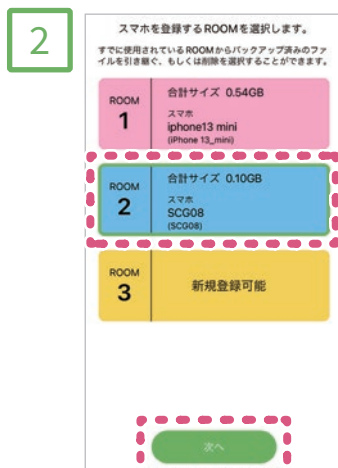 2
スマホを登録するROOMを選択します。
すでに使用されているROOMからバックアップ済みのファ
イルを引き継ぐ、もしくは削除を選択することができます。
ROOM
1
合計サイズ 0.54GB
スマホ
iphone13 mini
(iPhone 13_mini)
ROOM
2
合計サイズ 0.10GB
スマホ
SCG08
(SCG08)
ROOM
3
新規登録可能
次へ